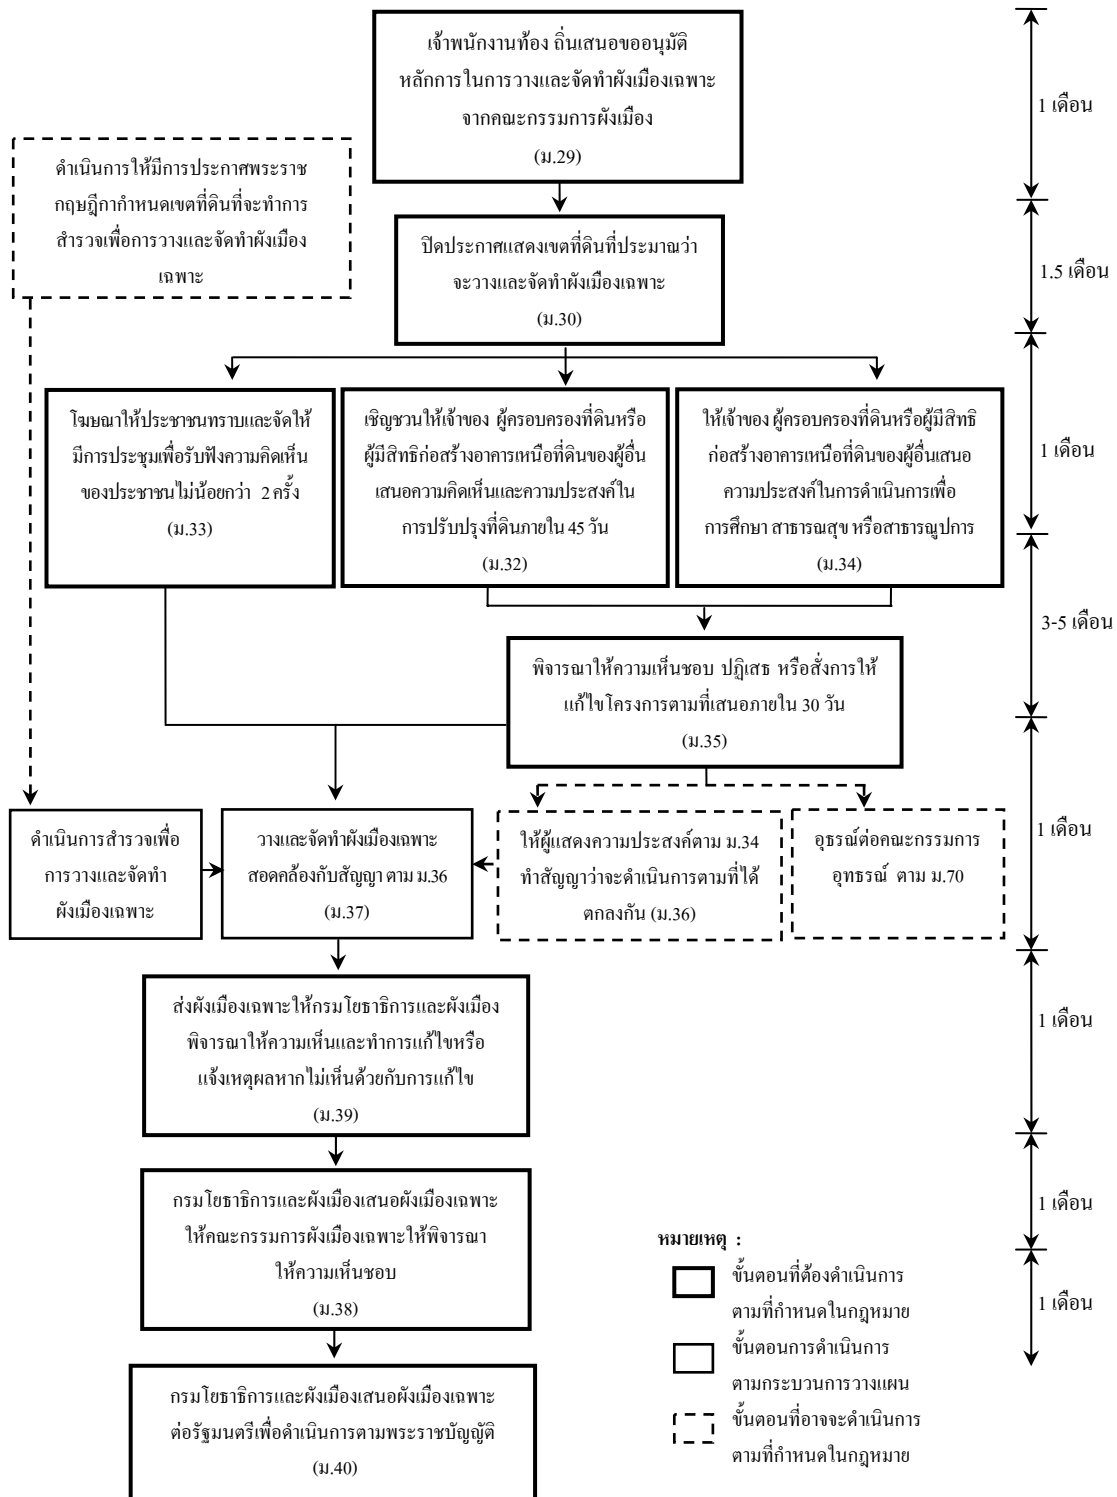 เจ้าพนักงานท้อง ถิ่นเสนอขออนุมัติ
หลักการในการวางและจัดทำผังเมืองเฉพาะ
จากคณะกรรมการผังเมือง
(ม.29)
1 เดือน
ดำเนินการให้มีการประกาศพระราช
กฤษฎีกากำหนดเขตที่ดินที่จะทำการ
สำรวจเพื่อการวางและจัดทำผังเมือง
เฉพาะ
ปิดประกาศแสดงเขตที่ดินที่ประมาณว่า
จะวางและจัดทำผังเมืองเฉพาะ
(ม.30)
1.5 เดือน
โฆษณาให้ประชาชนทราบและจัดให้
มีการประชุมเพื่อรับฟังความคิดเห็น
ของประชาชนไม่น้อยกว่า 2 ครั้ง
(ม.33)
เชิญชวนให้เจ้าของ ผู้ครอบครองที่ดินหรือ
ผู้มีสิทธิก่อสร้างอาคารเหนือที่ดินของผู้อื่น
เสนอความคิดเห็นและความประสงค์ใน
การปรับปรุงที่ดินภายใน 45 วัน
(ม.32)
ให้เจ้าของ ผู้ครอบครองที่ดินหรือผู้มีสิทธิ
ก่อสร้างอาคารเหนือที่ดินของผู้อื่นเสนอ
ความประสงค์ในการดำเนินการเพื่อ
การศึกษา สาธารณสุข หรือสาธารณูปการ
(ม.34)
1 เดือน
3-5 เดือน
พิจารณาให้ความเห็นชอบ ปฏิเสธ หรือสั่งการให้
แก้ไขโครงการตามที่เสนอภายใน 30 วัน
(ม.35)
ดำเนินการสำรวจเพื่อ
การวางและจัดทำ
ผังเมืองเฉพาะ
วางและจัดทำผังเมืองเฉพาะ
สอดคล้องกับสัญญา ตาม ม.36
(ม.37)
ให้ผู้แสดงความประสงค์ตาม ม.34
ทำสัญญาว่าจะดำเนินการตามที่ได้
ตกลงกัน (ม.36)
อุธรณ์ต่อคณะกรรมการ
อุทธรณ์ ตาม ม.70
1 เดือน
ส่งผังเมืองเฉพาะให้กรมโยธาธิการและผังเมือง
พิจารณาให้ความเห็นและทำการแก้ไขหรือ
แจ้งเหตุผลหากไม่เห็นด้วยกับการแก้ไข
(ม.39)
1 เดือน
กรมโยธาธิการและผังเมืองเสนอผังเมืองเฉพาะ
ให้คณะกรรมการผังเมืองเฉพาะให้พิจารณา
ให้ความเห็นชอบ
(ม.38)
1 เดือน
กรมโยธาธิการและผังเมืองเสนอผังเมืองเฉพาะ
ต่อรัฐมนตรีเพื่อดำเนินการตามพระราชบัญญัติ
(ม.40)
1 เดือน
หมายเหตุ :
ขั้นตอนที่ต้องดำเนินการ
ตามที่กำหนดในกฎหมาย
ขั้นตอนการดำเนินการ
ตามกระบวนการวางแผน
ขั้นตอนที่อาจจะดำเนินการ
ตามที่กำหนดในกฎหมาย